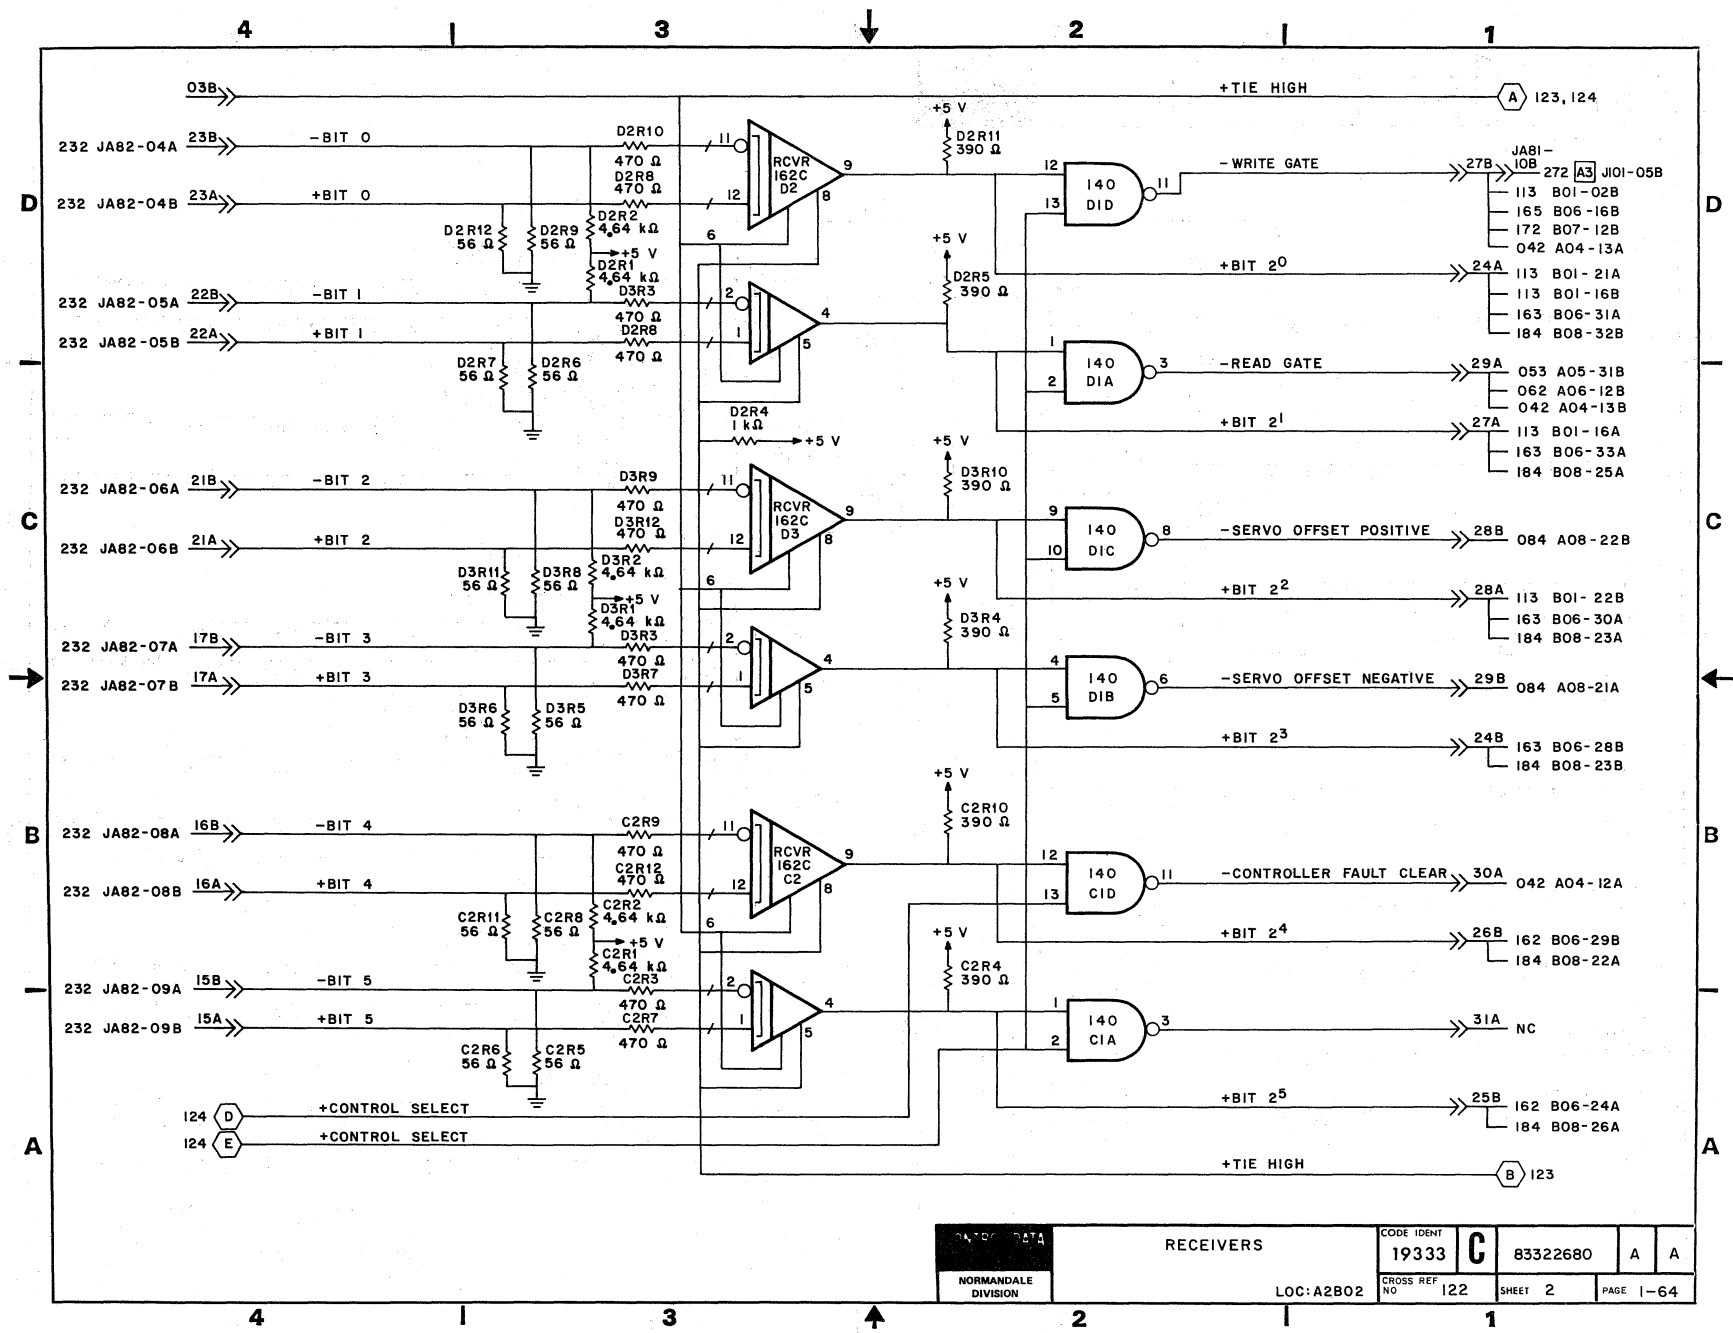 4 3 2 1
03B +TIE HIGH A 123, 124
+5 V
D2R11
390 Ω
232 JA82-04A 23B -BIT 0 D2R10 11
470 Ω
RCVR
162C
D2
9 8
D2R8
470 Ω
232 JA82-04B 23A +BIT 0 12
D D
12
13
140
D1D
11 -WRITE GATE 27B
JA81-
10B
272 A3 J101-05B
113 B01-02B
165 B06-16B
172 B07-12B
042 A04-13A
D2R12
56 Ω
D2R9
56 Ω
D2R2
4.64 kΩ
+5 V
D2R1
4.64 kΩ
6
+5 V
D2R5
390 Ω
+BIT 2⁰ 24A 113 B01-21A
113 B01-16B
163 B06-31A
184 B08-32B
232 JA82-05A 22B -BIT 1 D2R3 2
470 Ω
4
232 JA82-05B 22A +BIT 1 D2R8 1 5
470 Ω
D2R7
56 Ω
D2R6
56 Ω
1
2
140
D1A
3 -READ GATE 29A 053 A05-31B
062 A06-12B
042 A04-13B
D2R4
1 kΩ
+5 V
+BIT 2¹ 27A 113 B01-16A
163 B06-33A
184 B08-25A
+5 V
D3R10
390 Ω
232 JA82-06A 21B -BIT 2 D3R9 11
470 Ω
RCVR
162C
D3
9 8
D3R12
470 Ω
232 JA82-06B 21A +BIT 2 12
C C
9
10
140
D1C
8 -SERVO OFFSET POSITIVE 28B 084 A08-22B
D3R11
56 Ω
D3R8
56 Ω
D3R2
4.64 kΩ
+5 V
D3R1
4.64 kΩ
6
+5 V
D3R4
390 Ω
+BIT 2² 28A 113 B01-22B
163 B06-30A
184 B08-23A
232 JA82-07A 17B -BIT 3 D3R3 2
470 Ω
4
232 JA82-07B 17A +BIT 3 D3R7 1 5
470 Ω
4
5
140
D1B
6 -SERVO OFFSET NEGATIVE 29B 084 A08-21A
D3R6
56 Ω
D3R5
56 Ω
+BIT 2³ 24B 163 B06-28B
184 B08-23B
+5 V
C2R10
390 Ω
B B
232 JA82-08A 16B -BIT 4 C2R9 11
470 Ω
RCVR
162C
C2
9 8
C2R12
470 Ω
232 JA82-08B 16A +BIT 4 12
12
13
140
C1D
11 -CONTROLLER FAULT CLEAR 30A 042 A04-12A
C2R11
56 Ω
C2R8
56 Ω
C2R2
4.64 kΩ
+5 V
C2R1
4.64 kΩ
6
+5 V
C2R4
390 Ω
+BIT 2⁴ 26B 162 B06-29B
184 B08-22A
232 JA82-09A 15B -BIT 5 C2R3 2
470 Ω
4
232 JA82-09B 15A +BIT 5 C2R7 1 5
470 Ω
1
2
140
C1A
3 31A NC
C2R6
56 Ω
C2R5
56 Ω
+BIT 2⁵ 25B 162 B06-24A
184 B08-26A
124 D +CONTROL SELECT
124 E +CONTROL SELECT
A A
+TIE HIGH B 123
NORMANDALE
DIVISION
RECEIVERS
LOC: A2B02
CODE IDENT
19333 C 83322680 A A
CROSS REF
NO 122 SHEET 2 PAGE 1-64
4 3 2 1